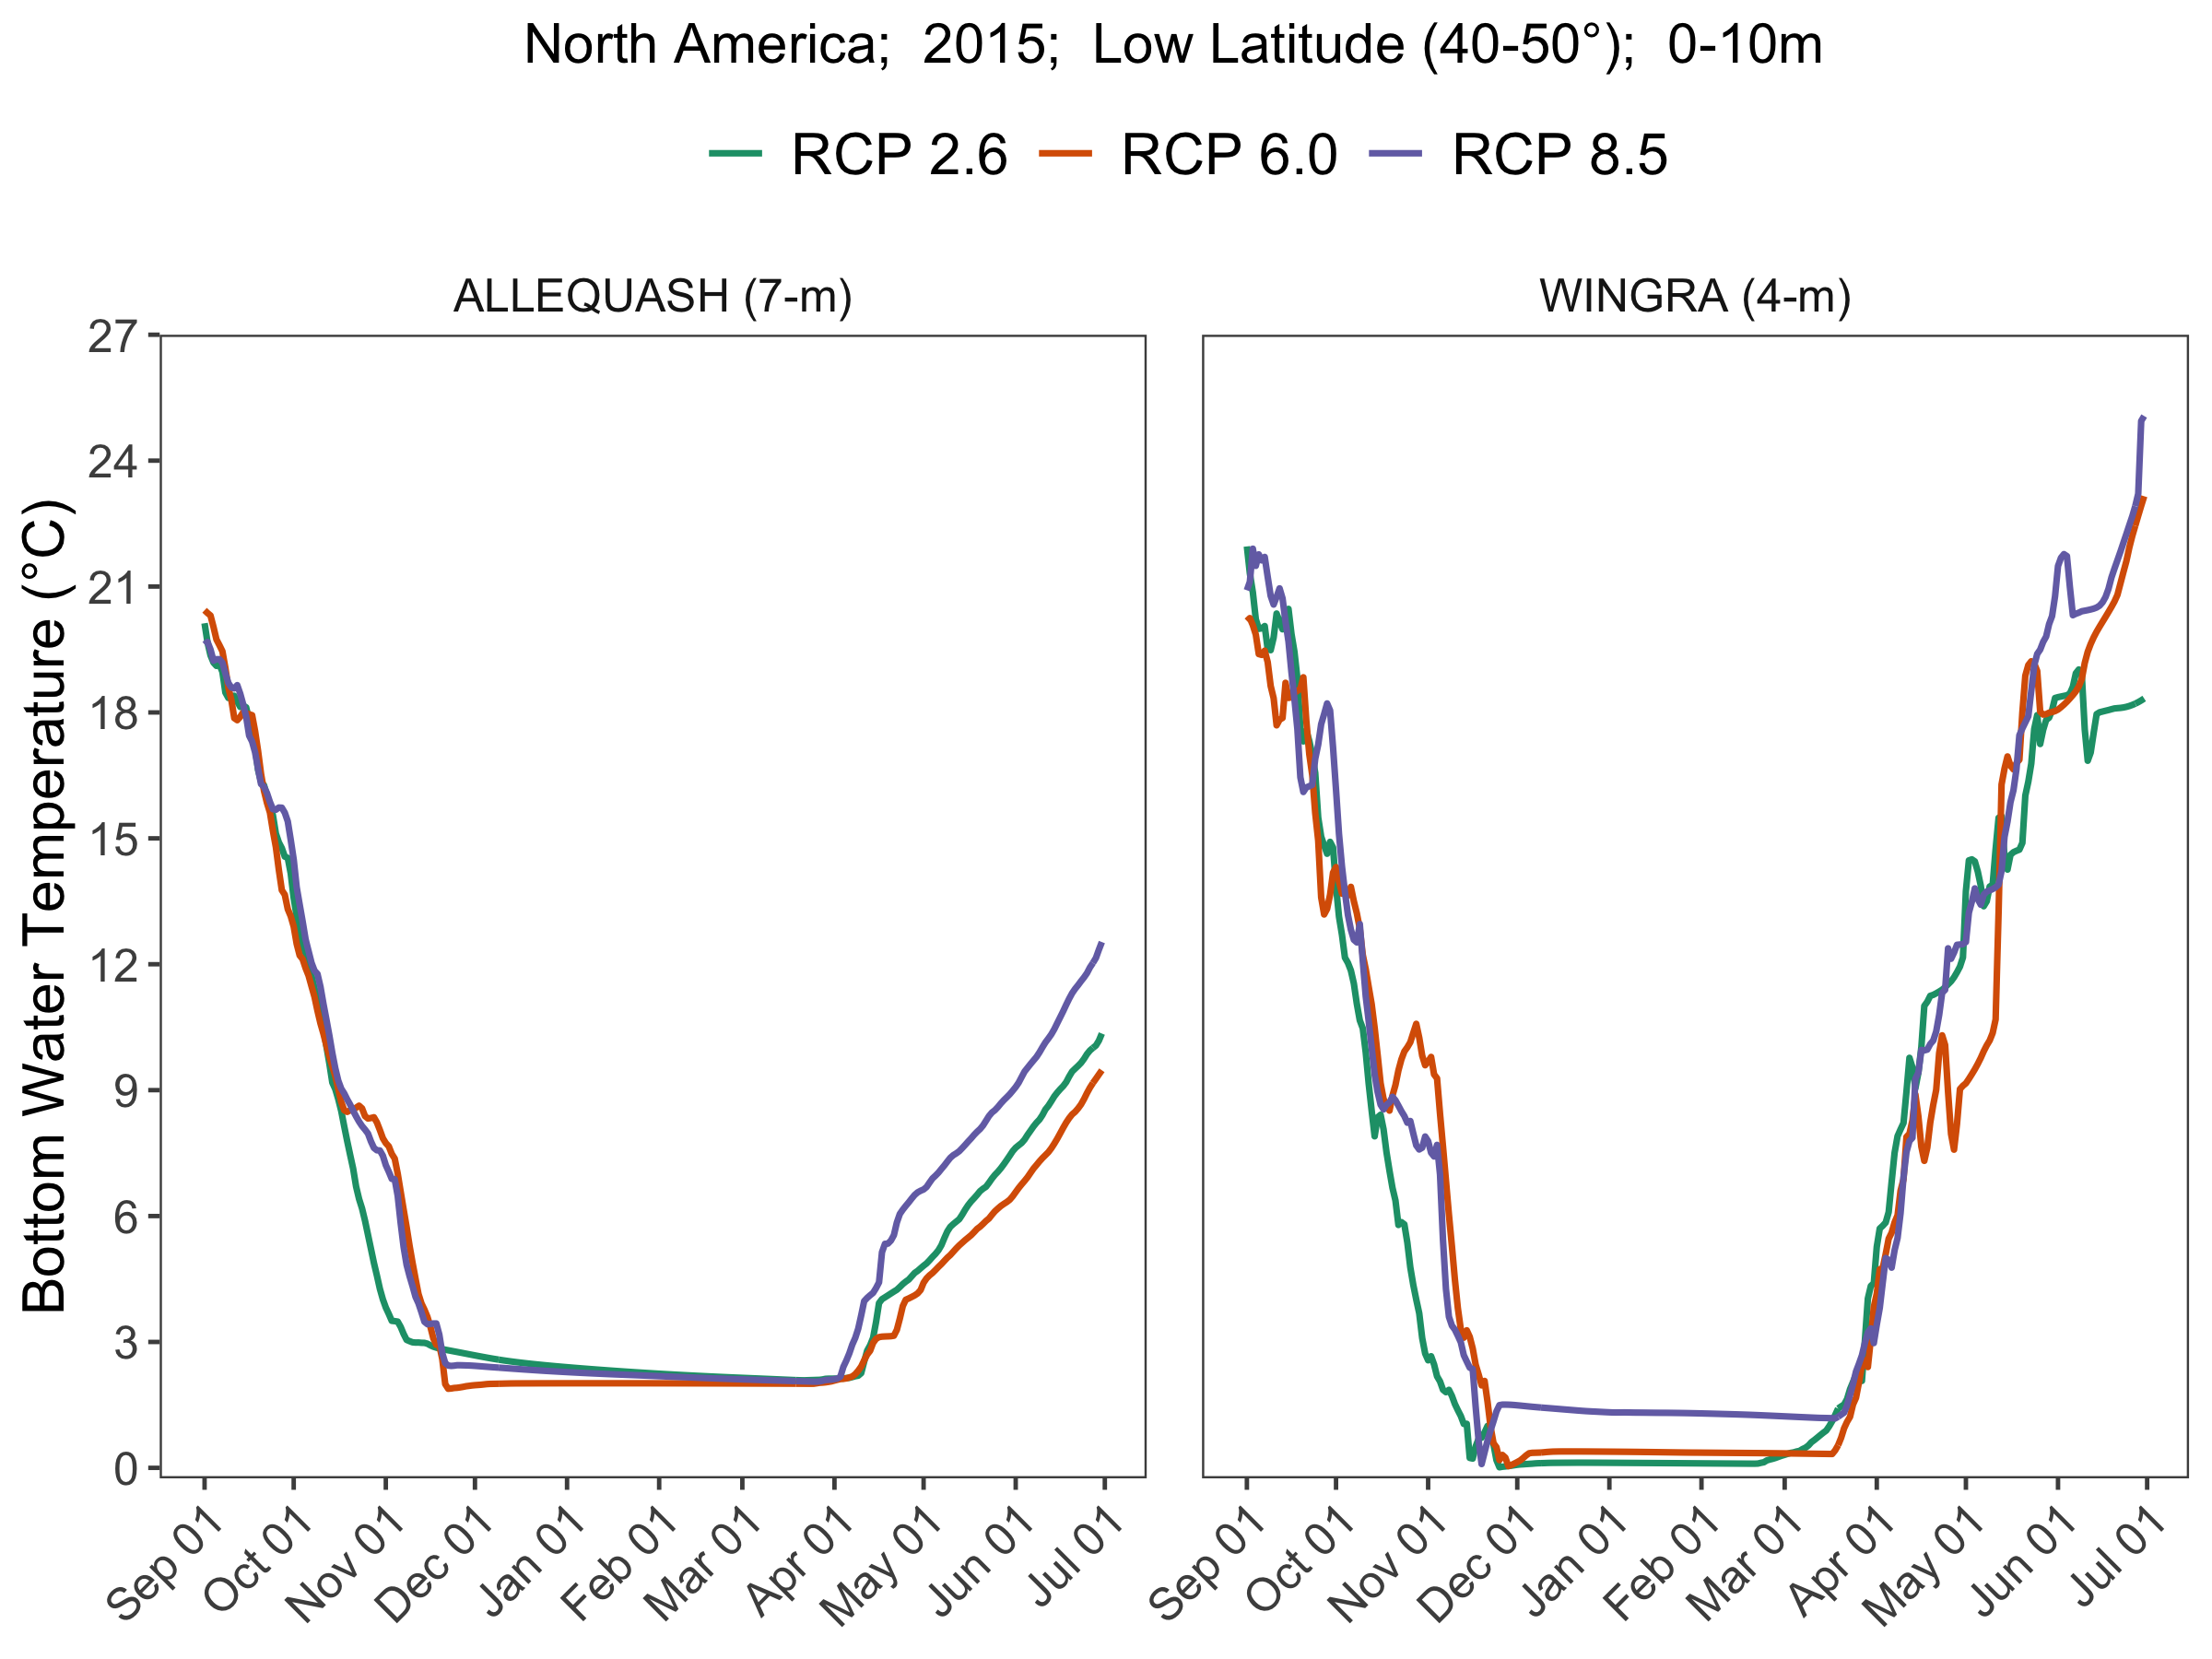 North America;  2015;  Low Latitude (40-50°);  0-10m
RCP 2.6 RCP 6.0 RCP 8.5
ALLEQUASH (7-m)
WINGRA (4-m)
Bottom Water Temperature (°C)
27
24
21
18
15
12
9
6
3
0
Sep 01 Oct 01 Nov 01 Dec 01 Jan 01 Feb 01 Mar 01 Apr 01 May 01 Jun 01 Jul 01
Sep 01 Oct 01 Nov 01 Dec 01 Jan 01 Feb 01 Mar 01 Apr 01 May 01 Jun 01 Jul 01